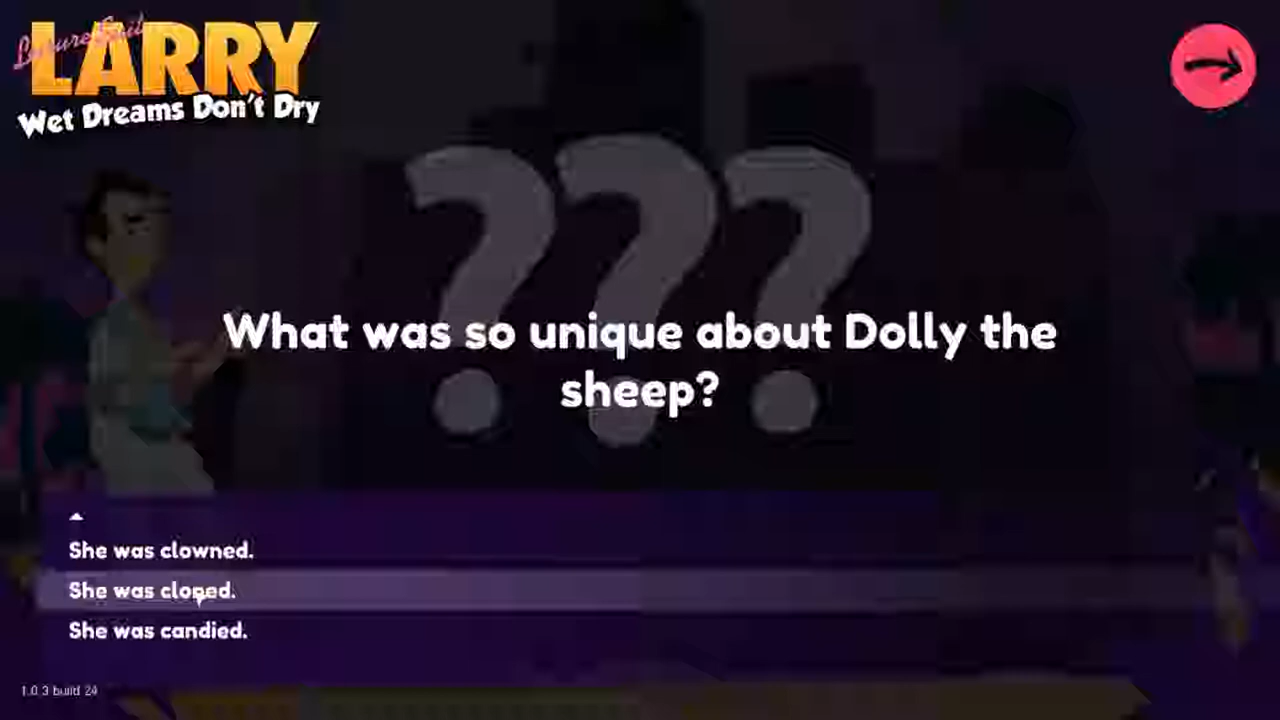 Leisure Suit
LARRY
Wet Dreams Don't Dry
???
What was so unique about Dolly the
sheep?
She was clowned.
She was cloned.
She was candied.
1.0.3 build 24